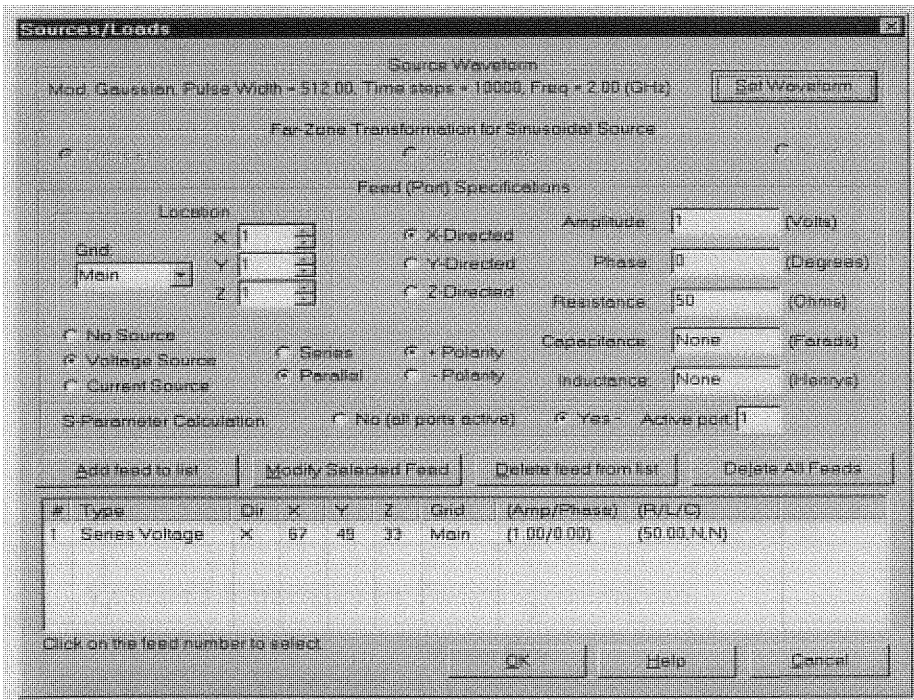 Sources/Loads
Source Waveform
Mod. Gaussian, Pulse Width = 512.00, Time steps = 10000, Freq = 2.00 (GHz)
Set Waveform
Far-Zone Transformation for Sinusoidal Source
Feed (Port) Specifications
Location
Grid:
Main
X 1
Y 1
Z 1
X-Directed
Y-Directed
Z-Directed
Amplitude: 1 (Volts)
Phase: 0 (Degrees)
Resistance: 50 (Ohms)
Capacitance: None (Farads)
Inductance: None (Henrys)
No Source
Voltage Source
Current Source
Series
Parallel
+ Polarity
- Polarity
S-Parameter Calculation: No (all ports active) Yes - Active port: 1
Add feed to list Modify Selected Feed Delete feed from list Delete All Feeds
# Type Dir X Y Z Grid (Amp/Phase) (R/L/C)
1 Series Voltage X 67 49 33 Main (1.00/0.00) (50.00,N,N)
Click on the feed number to select.
OK Help Cancel